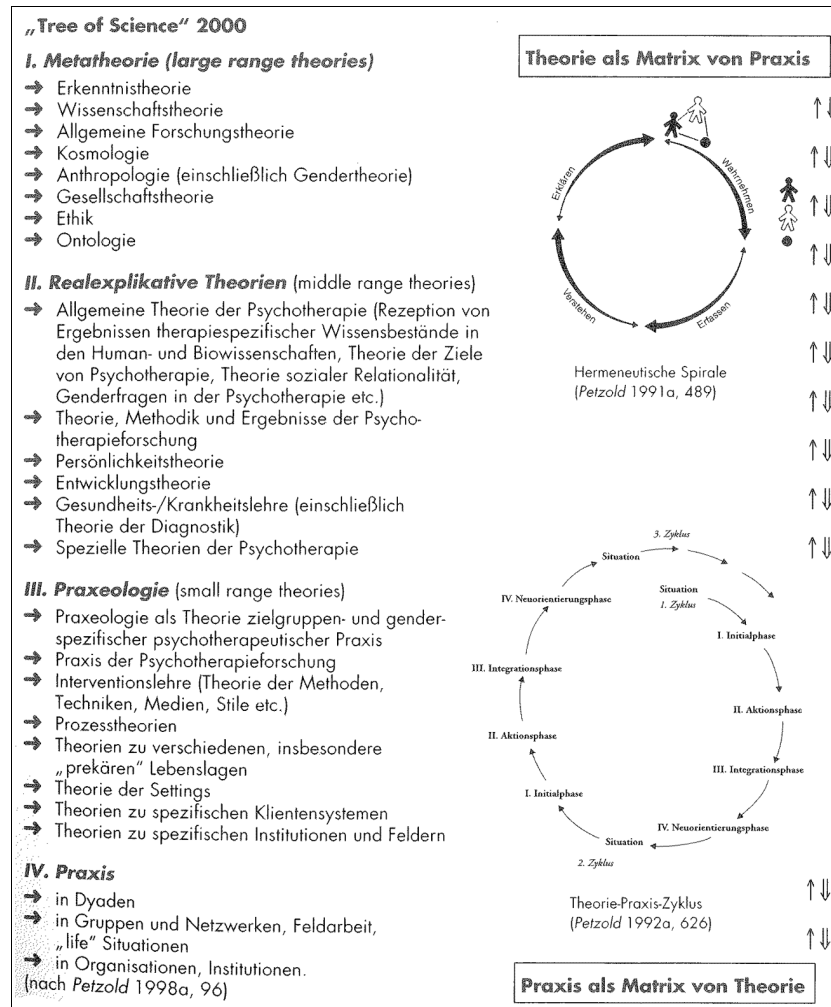 „Tree of Science“ 2000
I. Metatheorie (large range theories)
➔ Erkenntnistheorie
➔ Wissenschaftstheorie
➔ Allgemeine Forschungstheorie
➔ Kosmologie
➔ Anthropologie (einschließlich Gendertheorie)
➔ Gesellschaftstheorie
➔ Ethik
➔ Ontologie
II. Realexplikative Theorien (middle range theories)
➔ Allgemeine Theorie der Psychotherapie (Rezeption von
Ergebnissen therapiespezifischer Wissensbestände in
den Human- und Biowissenschaften, Theorie der Ziele
von Psychotherapie, Theorie sozialer Relationalität,
Genderfragen in der Psychotherapie etc.)
➔ Theorie, Methodik und Ergebnisse der Psycho-
therapieforschung
➔ Persönlichkeitstheorie
➔ Entwicklungstheorie
➔ Gesundheits-/Krankheitslehre (einschließlich
Theorie der Diagnostik)
➔ Spezielle Theorien der Psychotherapie
III. Praxeologie (small range theories)
➔ Praxeologie als Theorie zielgruppen- und gender-
spezifischer psychotherapeutischer Praxis
➔ Praxis der Psychotherapieforschung
➔ Interventionslehre (Theorie der Methoden,
Techniken, Medien, Stile etc.)
➔ Prozesstheorien
➔ Theorien zu verschiedenen, insbesondere
„prekären“ Lebenslagen
➔ Theorie der Settings
➔ Theorien zu spezifischen Klientensystemen
➔ Theorien zu spezifischen Institutionen und Feldern
IV. Praxis
➔ in Dyaden
➔ in Gruppen und Netzwerken, Feldarbeit,
„life“ Situationen
➔ in Organisationen, Institutionen.
(nach Petzold 1998a, 96)
Theorie als Matrix von Praxis
Erklären
Wahrnehmen
Verstehen
Erfassen
Hermeneutische Spirale
(Petzold 1991a, 489)
3. Zyklus
Situation
Situation
1. Zyklus
IV. Neuorientierungsphase
I. Initialphase
III. Integrationsphase
II. Aktionsphase
II. Aktionsphase
III. Integrationsphase
I. Initialphase
IV. Neuorientierungsphase
Situation
2. Zyklus
Theorie-Praxis-Zyklus
(Petzold 1992a, 626)
Praxis als Matrix von Theorie